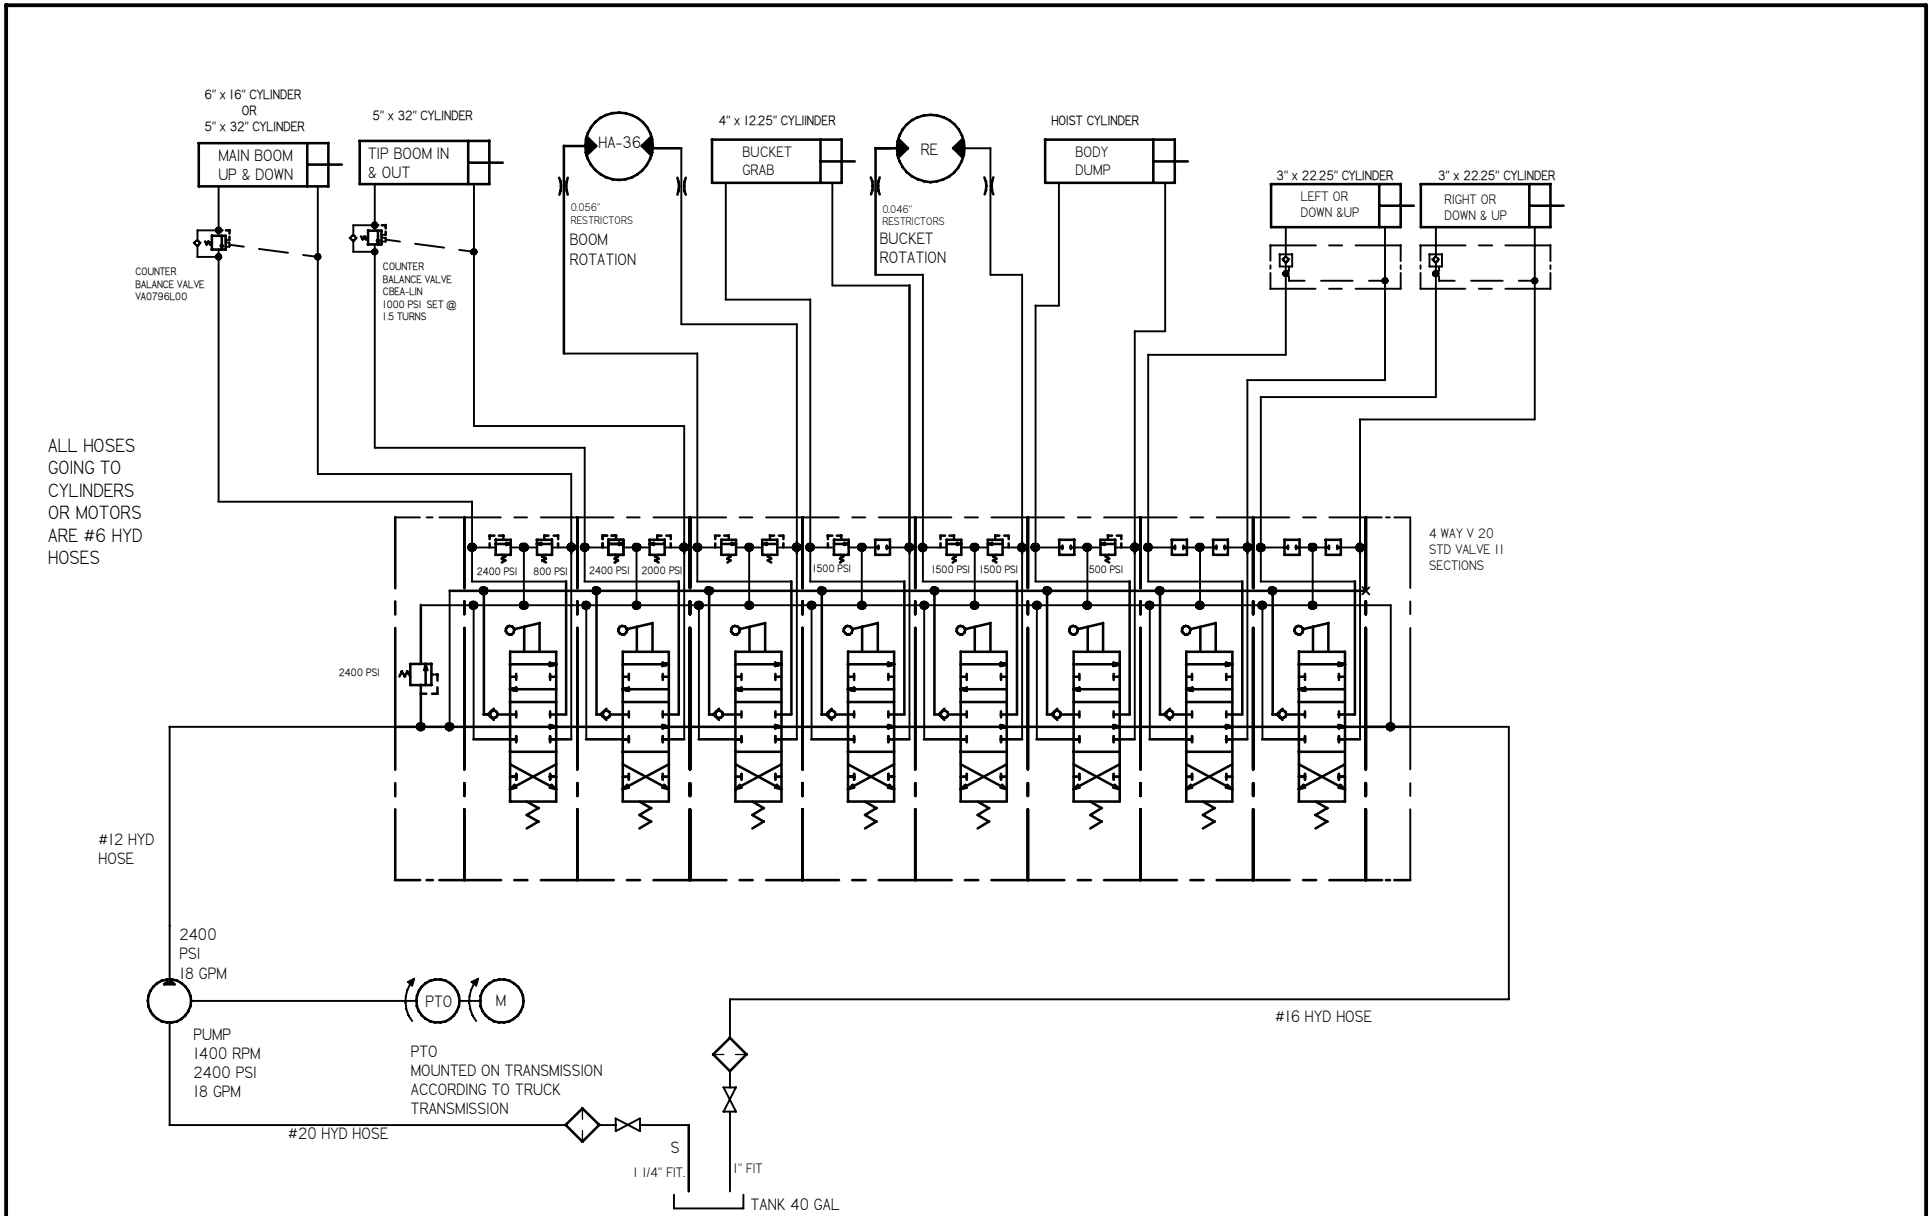 6" x 16" CYLINDER
OR
5" x 32" CYLINDER
MAIN BOOM
UP & DOWN
5" x 32" CYLINDER
TIP BOOM IN
& OUT
HA-36
0.056"
RESTRICTORS
BOOM
ROTATION
4" x 12.25" CYLIINDER
BUCKET
GRAB
RE
0.046"
RESTRICTORS
BUCKET
ROTATION
HOIST CYLINDER
BODY
DUMP
3" x 22.25" CYLINDER
LEFT OR
DOWN &UP
3" x 22.25" CYLINDER
RIGHT OR
DOWN & UP
COUNTER
BALANCE VALVE
VA0796L00
COUNTER
BALANCE VALVE
CBEA-LIN
1000 PSI SET @
1.5 TURNS
ALL HOSES
GOING TO
CYLINDERS
OR MOTORS
ARE #6 HYD
HOSES
4 WAY V 20
STD VALVE 11
SECTIONS
2400 PSI
800 PSI
2400 PSI
2000 PSI
1500 PSI
1500 PSI
1500 PSI
500 PSI
2400 PSI
#12 HYD
HOSE
2400
PSI
18 GPM
PTO
M
PUMP
1400 RPM
2400 PSI
18 GPM
PTO
MOUNTED ON TRANSMISSION
ACCORDING TO TRUCK
TRANSMISSION
#16 HYD HOSE
#20 HYD HOSE
S
1 1/4" FIT.
1" FIT
TANK 40 GAL